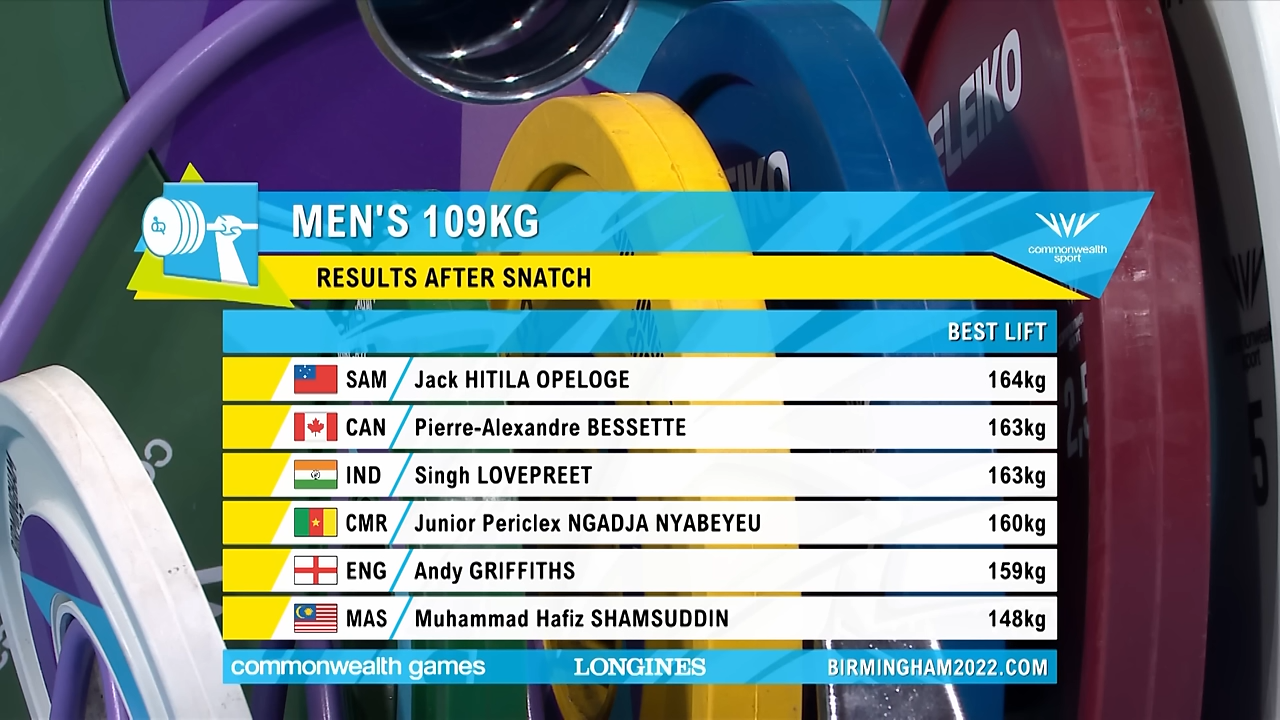 ELEIKO
EIKO
MEN'S 109KG
commonwealth
sport
RESULTS AFTER SNATCH
BEST LIFT
SAM Jack HITILA OPELOGE 164kg
CAN Pierre-Alexandre BESSETTE 163kg
IND Singh LOVEPREET 163kg
CMR Junior Periclex NGADJA NYABEYEU 160kg
ENG Andy GRIFFITHS 159kg
MAS Muhammad Hafiz SHAMSUDDIN 148kg
5
commonwealth games LONGINES BIRMINGHAM2022.COM